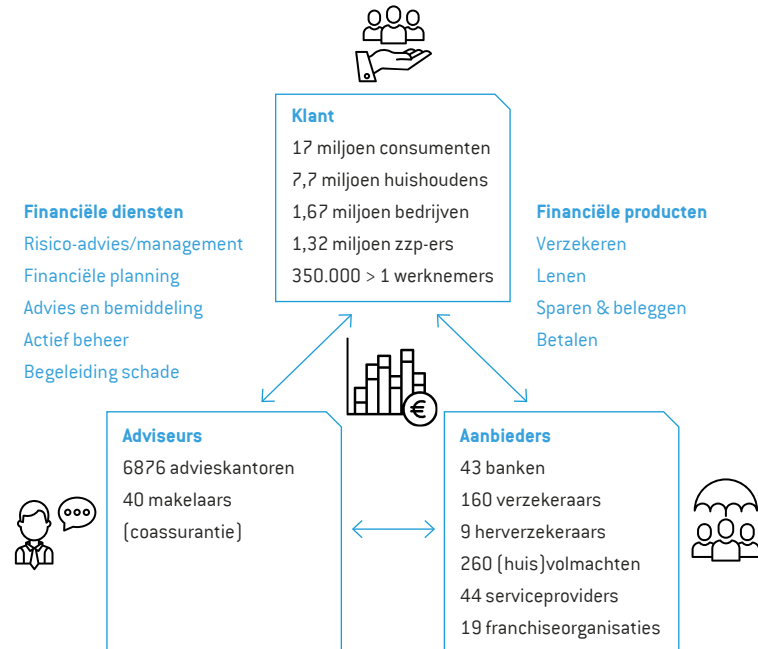 Klant
17 miljoen consumenten
7,7 miljoen huishoudens
1,67 miljoen bedrijven
1,32 miljoen zzp-ers
350.000 > 1 werknemers
Financiële diensten
Risico-advies/management
Financiële planning
Advies en bemiddeling
Actief beheer
Begeleiding schade
Financiële producten
Verzekeren
Lenen
Sparen & beleggen
Betalen
€
Adviseurs
6876 advieskantoren
40 makelaars
(coassurantie)
Aanbieders
43 banken
160 verzekeraars
9 herverzekeraars
260 (huis)volmachten
44 serviceproviders
19 franchiseorganisaties